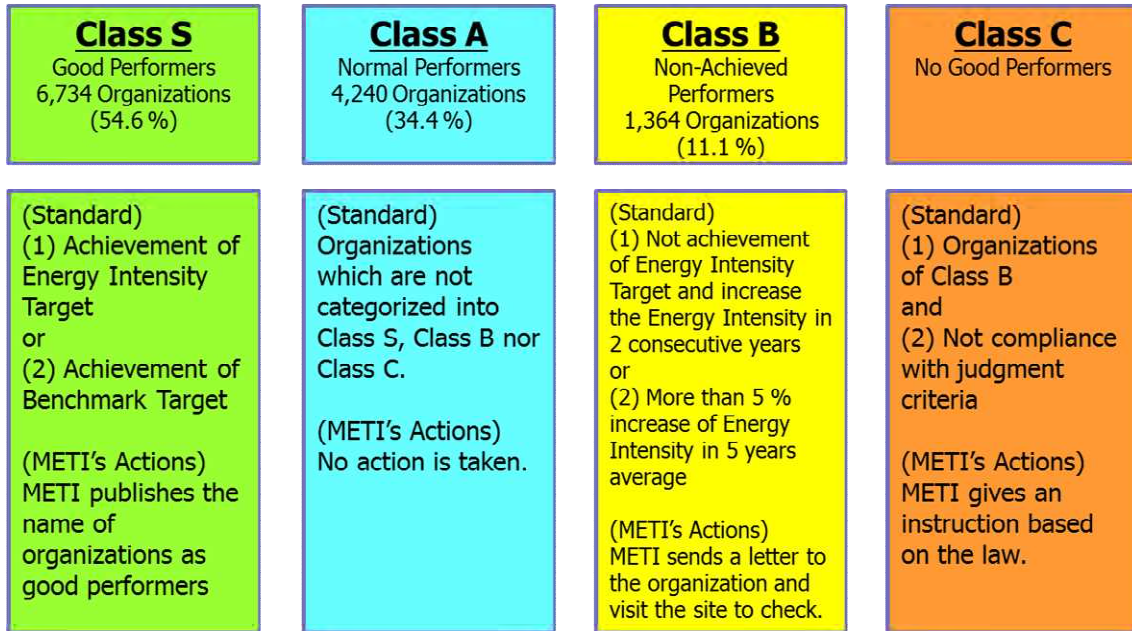 Class S
Good Performers
6,734 Organizations
(54.6 %)
Class A
Normal Performers
4,240 Organizations
(34.4 %)
Class B
Non-Achieved
Performers
1,364 Organizations
(11.1 %)
Class C
No Good Performers
(Standard)
(1) Achievement of
Energy Intensity
Target
or
(2) Achievement of
Benchmark Target
(METI's Actions)
METI publishes the
name of
organizations as
good performers
(Standard)
Organizations
which are not
categorized into
Class S, Class B nor
Class C.
(METI's Actions)
No action is taken.
(Standard)
(1) Not achievement
of Energy Intensity
Target and increase
the Energy Intensity in
2 consecutive years
or
(2) More than 5 %
increase of Energy
Intensity in 5 years
average
(METI's Actions)
METI sends a letter to
the organization and
visit the site to check.
(Standard)
(1) Organizations
of Class B
and
(2) Not compliance
with judgment
criteria
(METI's Actions)
METI gives an
instruction based
on the law.